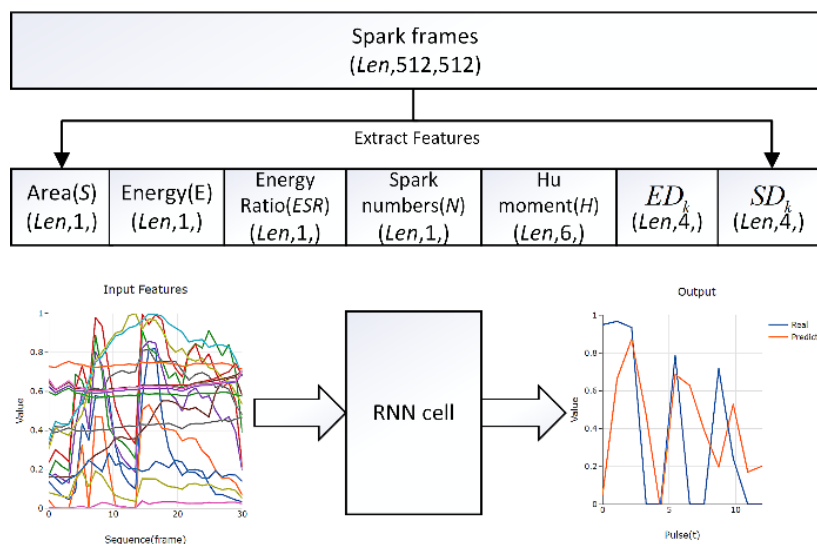 Spark frames
(Len,512,512)
Extract Features
Area(S)
(Len,1,)
Energy(E)
(Len,1,)
Energy
Ratio(ESR)
(Len,1,)
Spark
numbers(N)
(Len,1,)
Hu
moment(H)
(Len,6,)
ED_k
(Len,4,)
SD_k
(Len,4,)
Input Features
Value
1
0.8
0.6
0.4
0.2
0
0
10
20
30
Sequence(frame)
RNN cell
Output
Value
1
0.8
0.6
0.4
0.2
0
0
5
10
Pulse(t)
Real
Predict